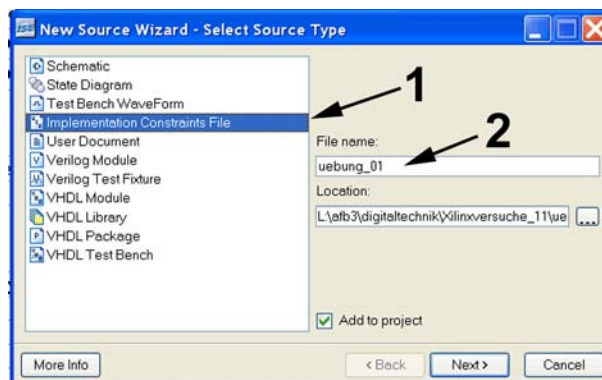 ISE New Source Wizard - Select Source Type
Schematic
State Diagram
Test Bench WaveForm
Implementation Constraints File
User Document
Verilog Module
Verilog Test Fixture
VHDL Module
VHDL Library
VHDL Package
VHDL Test Bench
1
File name:
2
uebung_01
Location:
L:\afb3\digitaltechnik\Xilinxversuche_11\ue
...
Add to project
More Info
< Back
Next >
Cancel